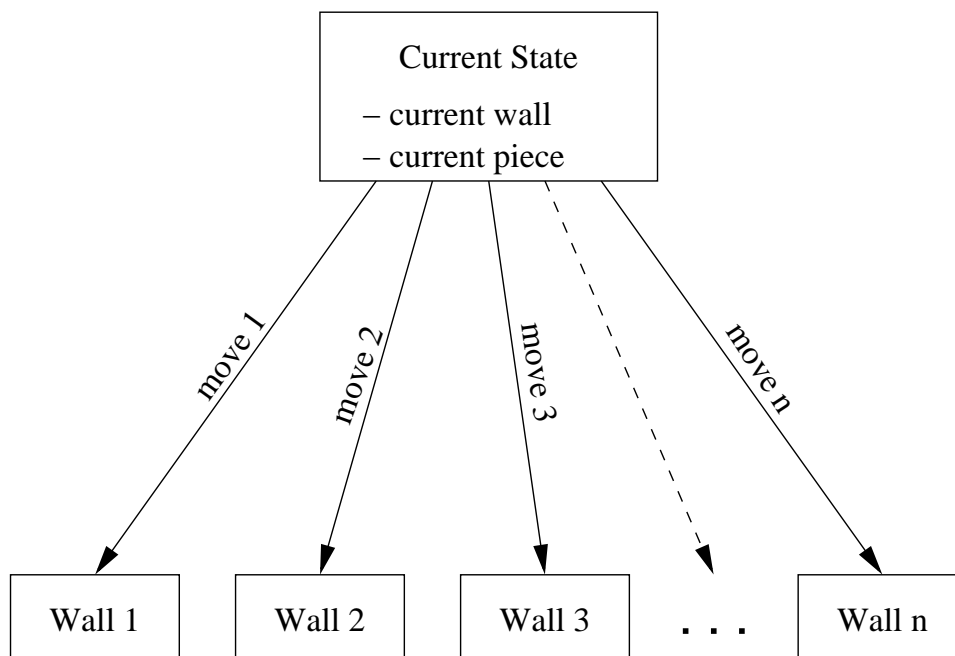 Current State
– current wall
– current piece
move 1
move 2
move 3
move n
Wall 1
Wall 2
Wall 3
. . .
Wall n